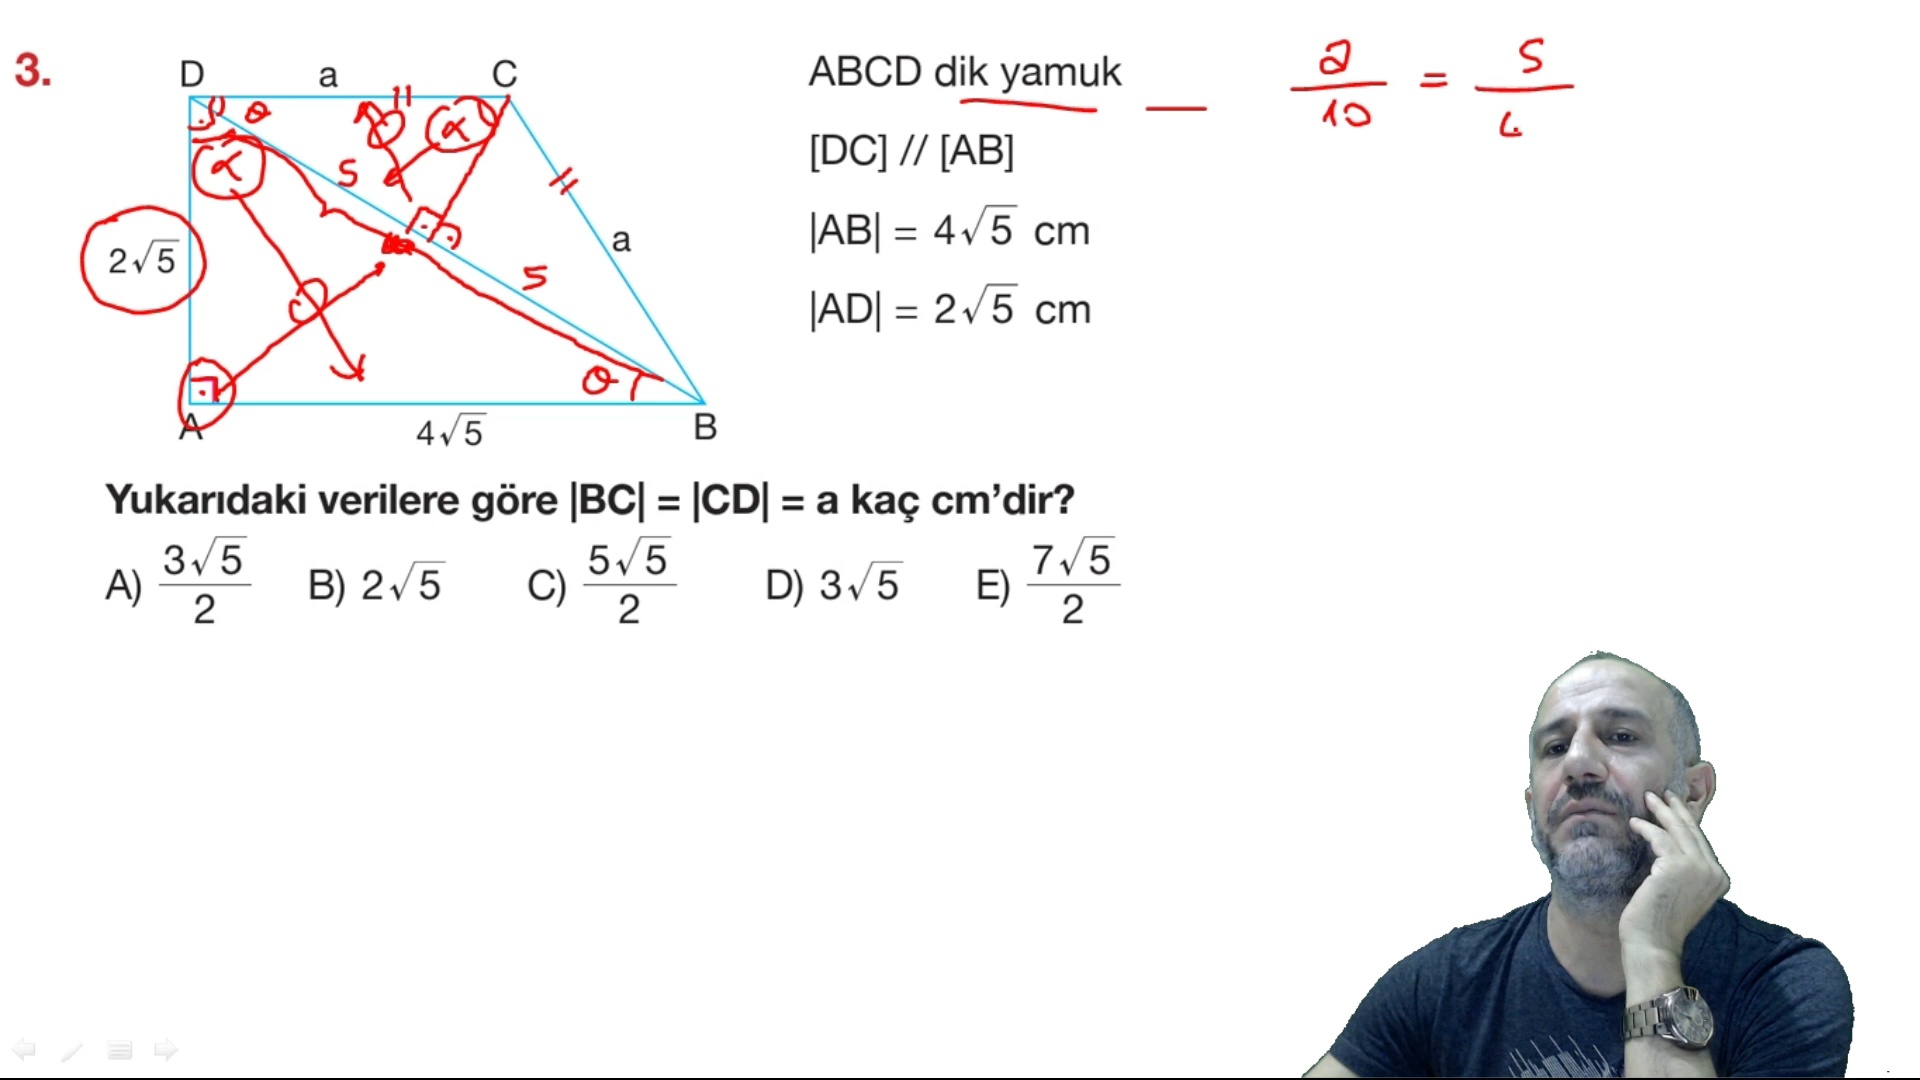 3.
D a C
α
θ
α
5
2√5
a
5
θ
A
4√5
B
ABCD dik yamuk
[DC] // [AB]
|AB| = 4√5 cm
|AD| = 2√5 cm
a/10 = 5/
Yukarıdaki verilere göre |BC| = |CD| = a kaç cm’dir?
A) 3√5/2 B) 2√5 C) 5√5/2 D) 3√5 E) 7√5/2